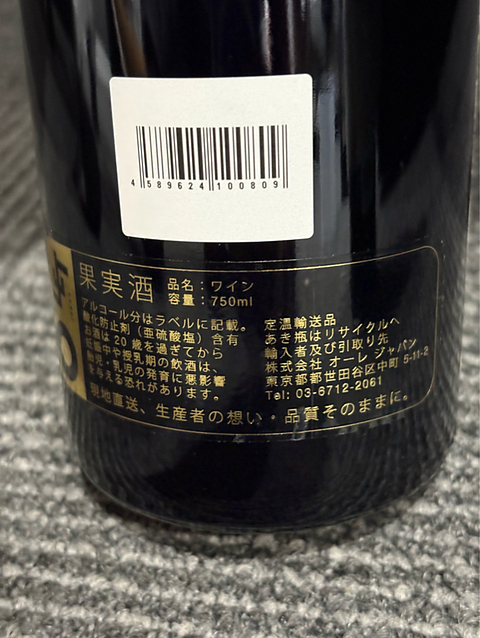 4 589624 100809
果実酒
品名：ワイン
容量：750ml
アルコール分はラベルに記載。
酸化防止剤（亜硫酸塩）含有
お酒は20歳を過ぎてから
妊娠中や授乳期の飲酒は、
胎児・乳児の発育に悪影響
を与える恐れがあります。
定温輸送品
あき瓶はリサイクルへ
輸入者及び引取り先
株式会社 オーレ ジャパン
東京都都世田谷区中町 5-11-2
Tel: 03-6712-2061
現地直送、生産者の想い・品質そのままに。